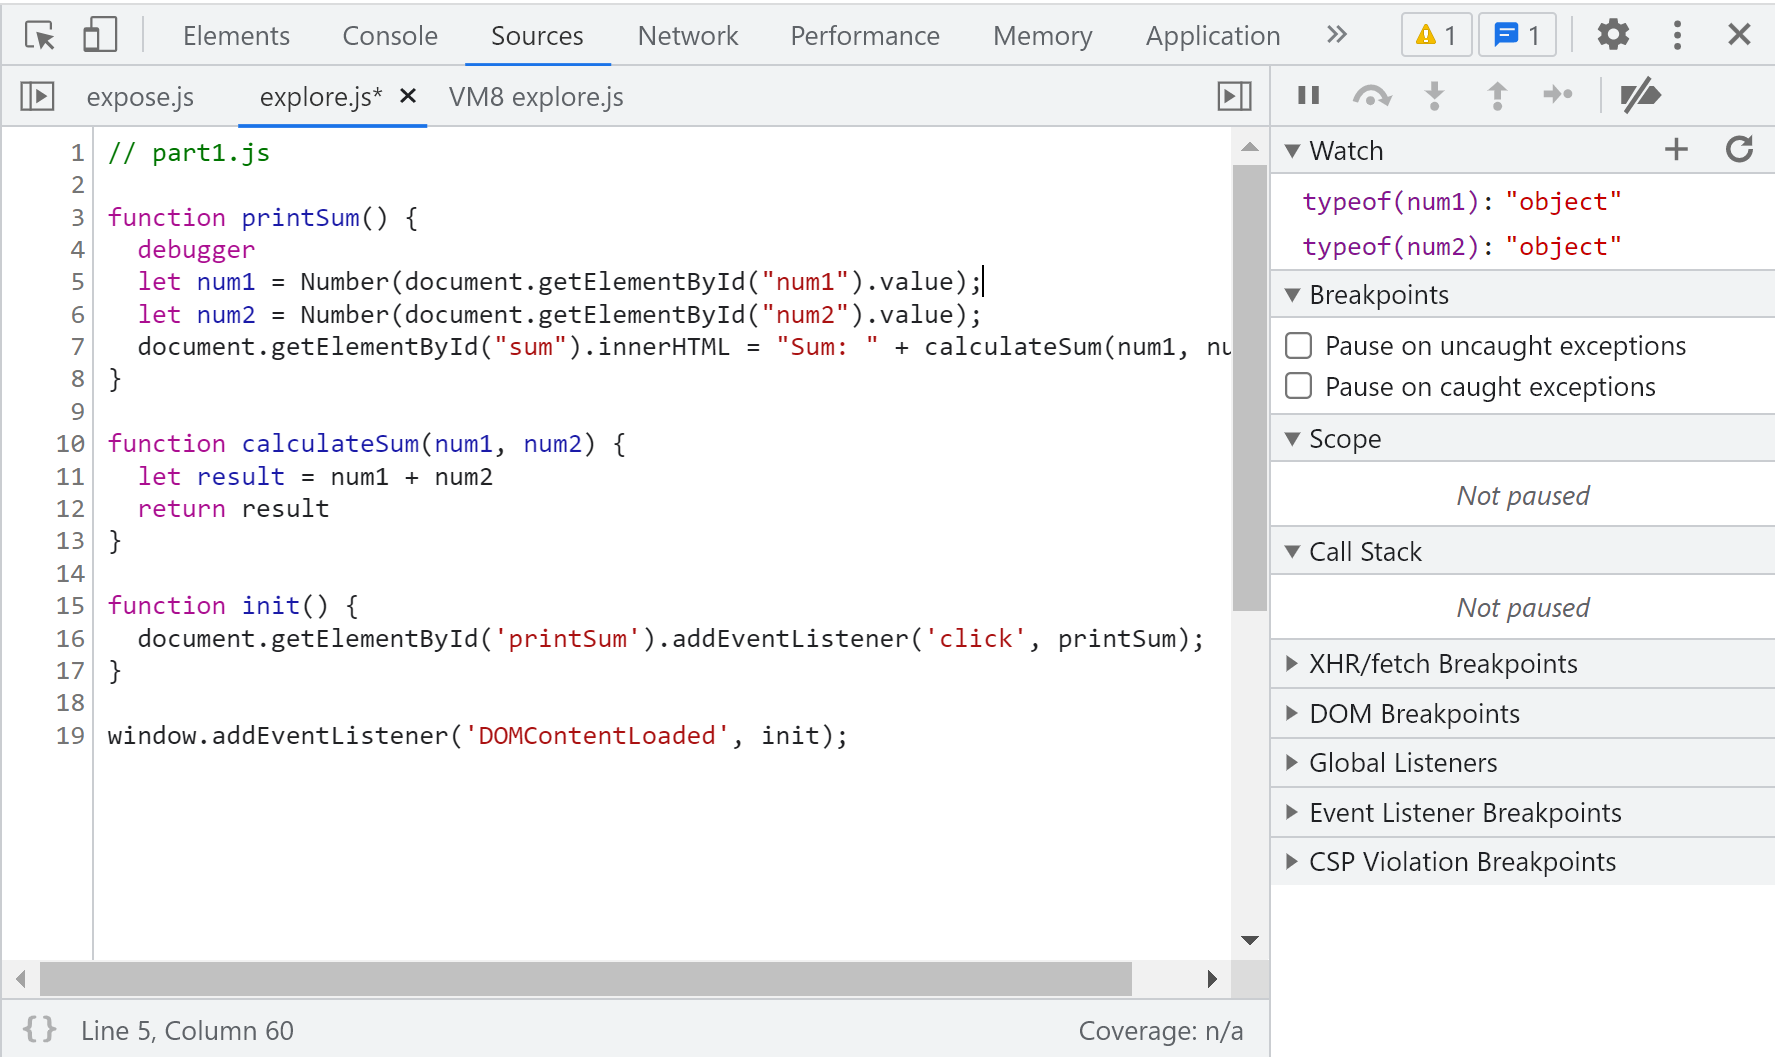 Elements Console Sources Network Performance Memory Application 1 1
expose.js explore.js* VM8 explore.js
1 // part1.js
2
3 function printSum() {
4   debugger
5   let num1 = Number(document.getElementById("num1").value);
6   let num2 = Number(document.getElementById("num2").value);
7   document.getElementById("sum").innerHTML = "Sum: " + calculateSum(num1, nu
8 }
9
10 function calculateSum(num1, num2) {
11   let result = num1 + num2
12   return result
13 }
14
15 function init() {
16   document.getElementById('printSum').addEventListener('click', printSum);
17 }
18
19 window.addEventListener('DOMContentLoaded', init);
{} Line 5, Column 60 Coverage: n/a
Watch
typeof(num1): "object"
typeof(num2): "object"
Breakpoints
Pause on uncaught exceptions
Pause on caught exceptions
Scope
Not paused
Call Stack
Not paused
XHR/fetch Breakpoints
DOM Breakpoints
Global Listeners
Event Listener Breakpoints
CSP Violation Breakpoints